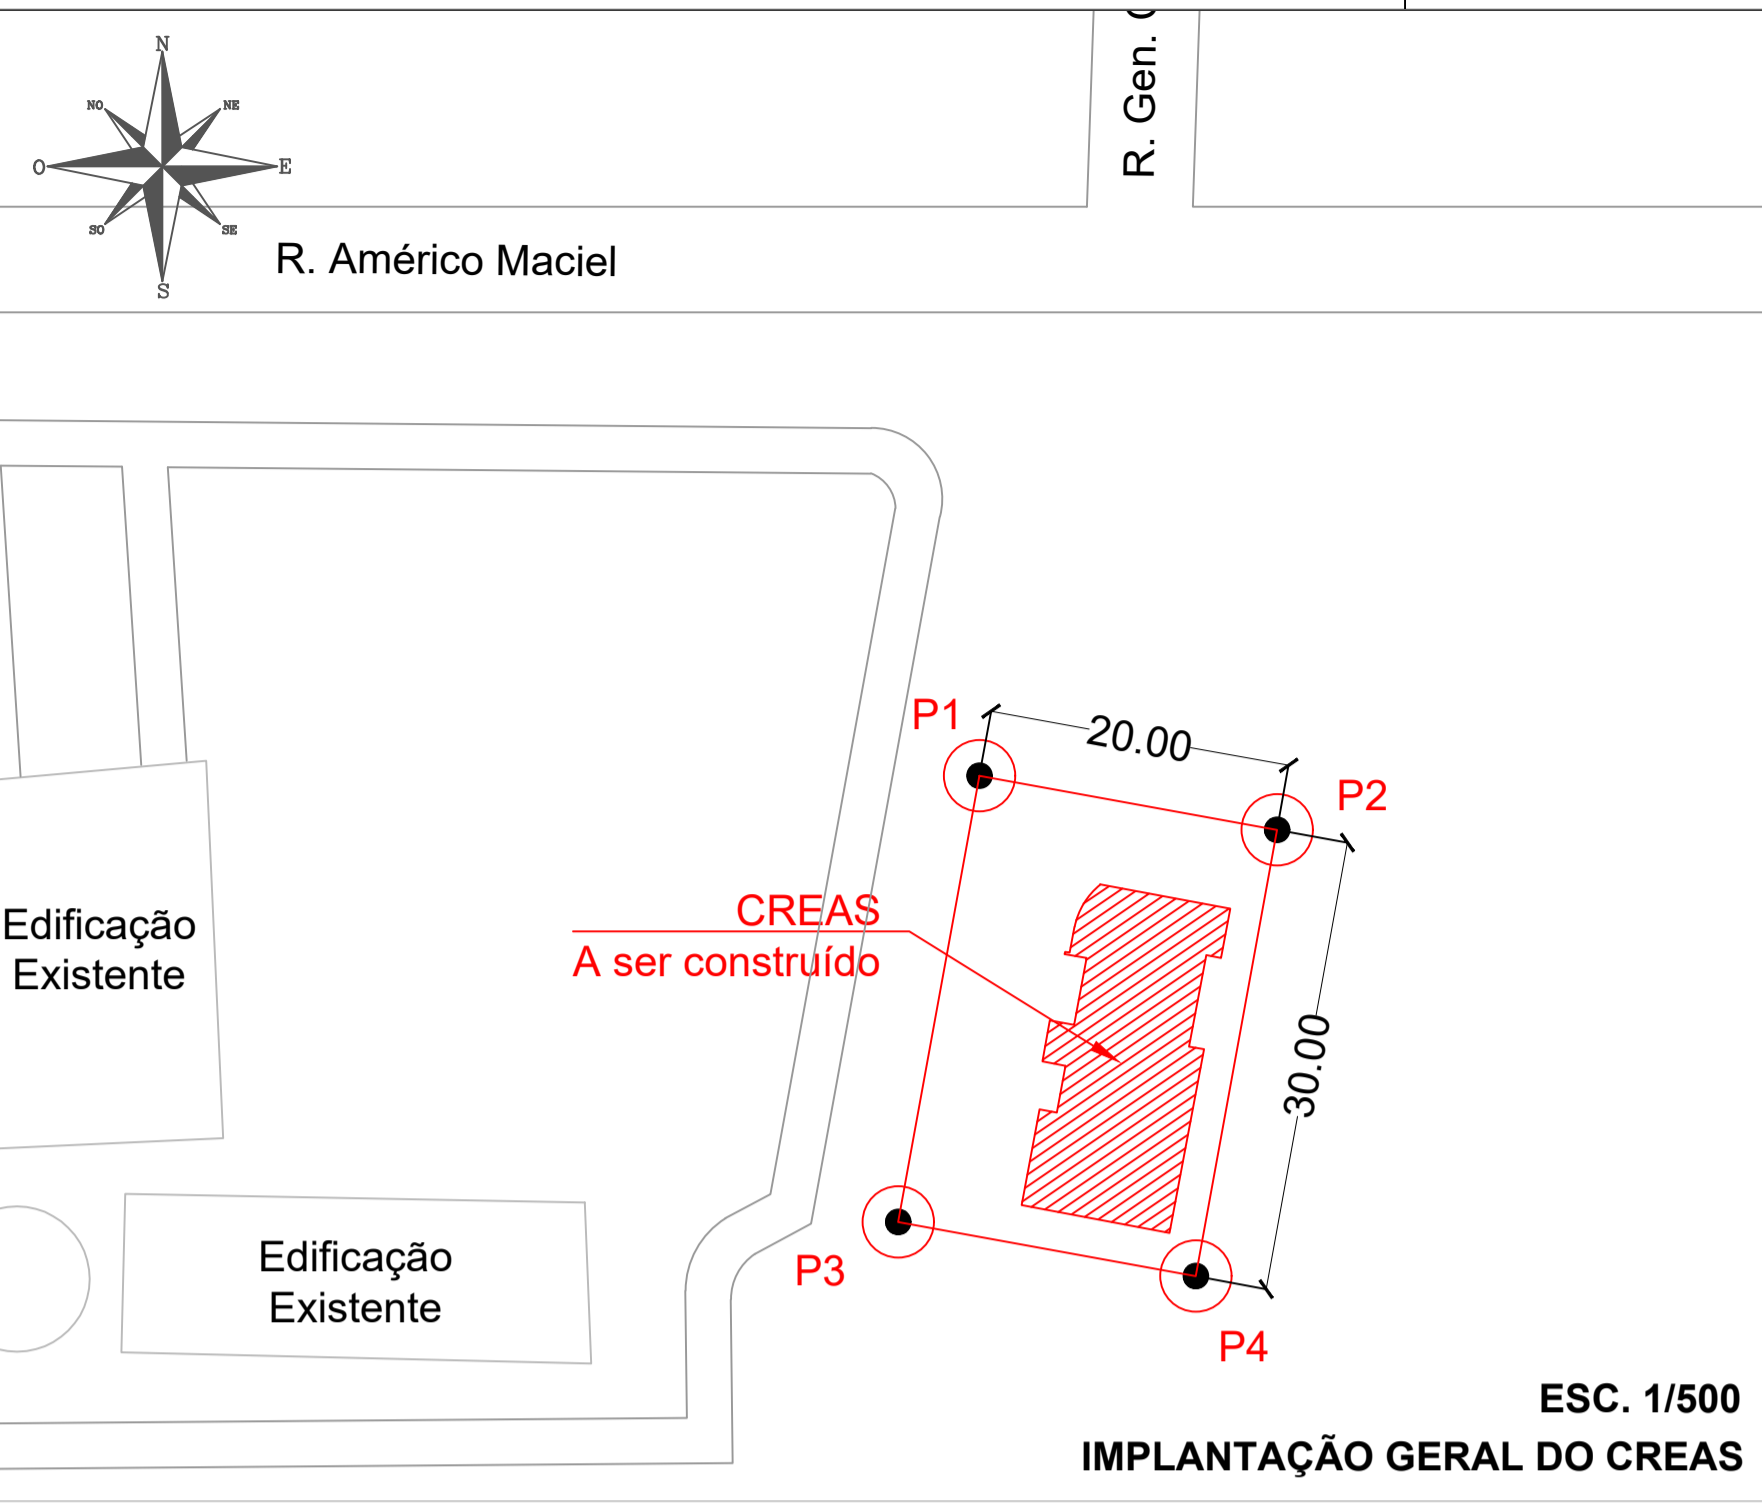 N
NO
NE
O
E
SO
SE
S
R. Gen.
R. Américo Maciel
P1
20.00
P2
CREAS
A ser construído
Edificação
Existente
30.00
P3
Edificação
Existente
P4
ESC. 1/500
IMPLANTAÇÃO GERAL DO CREAS